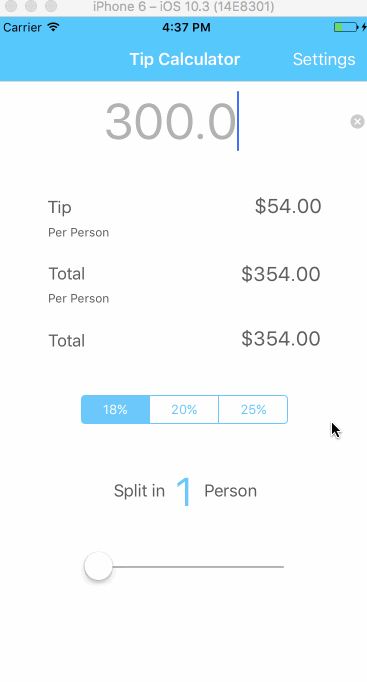 iPhone 6 – iOS 10.3 (14E8301)
Carrier 4:37 PM
Tip Calculator Settings
300.0
Tip $54.00
Per Person
Total $354.00
Per Person
Total $354.00
18% 20% 25%
Split in 1 Person